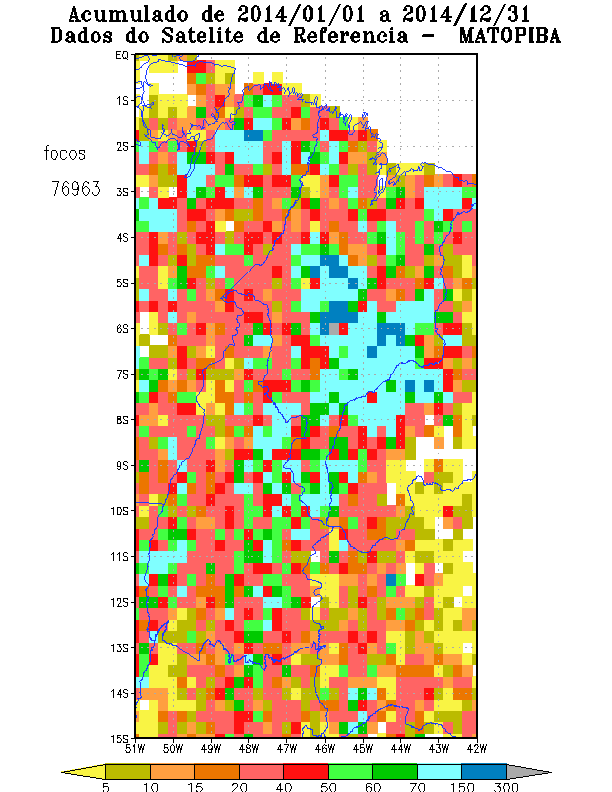 Acumulado de 2014/01/01 a 2014/12/31
Dados do Satelite de Referencia - MATOPIBA
EQ
1S
2S
focos
76963
3S
4S
5S
6S
7S
8S
9S
10S
11S
12S
13S
14S
15S
51W 50W 49W 48W 47W 46W 45W 44W 43W 42W
5 10 15 20 40 50 60 70 150 300